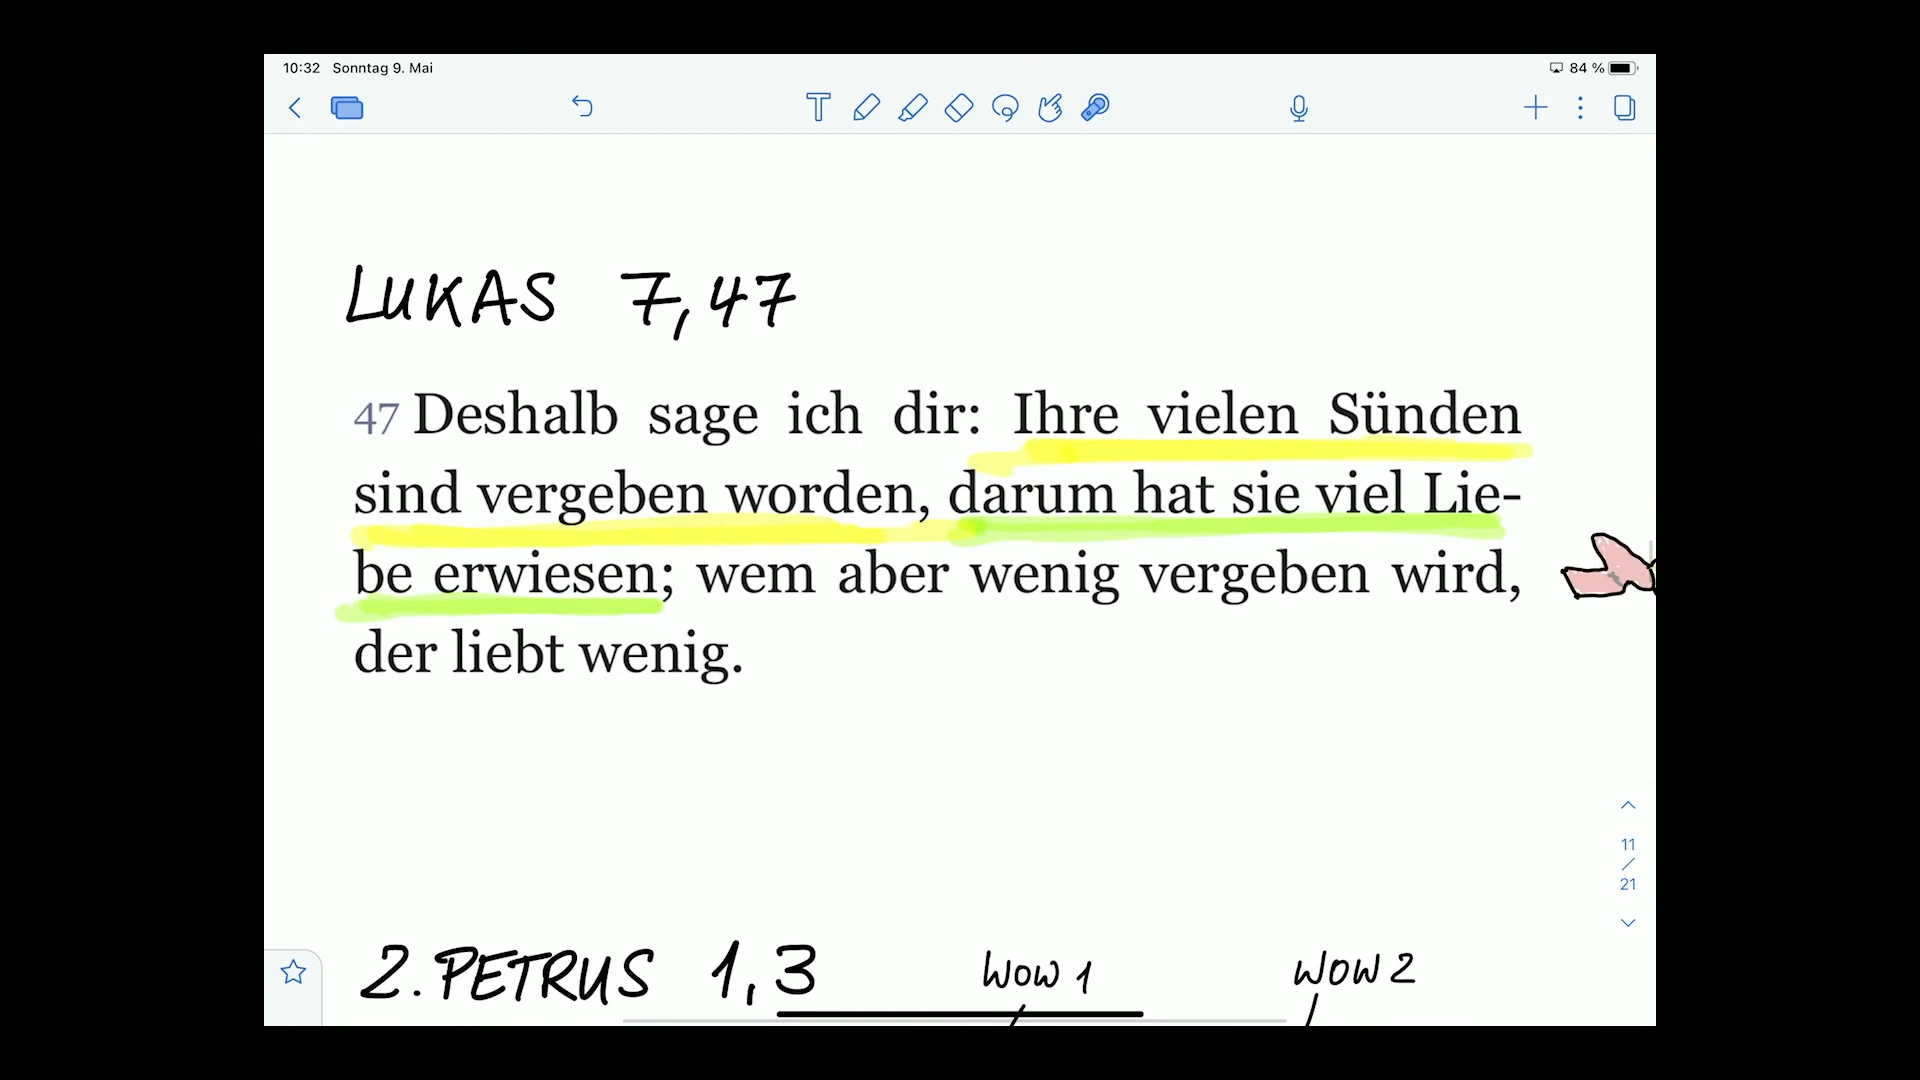 10:32 Sonntag 9. Mai 84 %
LUKAS 7,47
47 Deshalb sage ich dir: Ihre vielen Sünden
sind vergeben worden, darum hat sie viel Lie-
be erwiesen; wem aber wenig vergeben wird,
der liebt wenig.
11
/
21
2. PETRUS 1,3 WOW 1 WOW 2